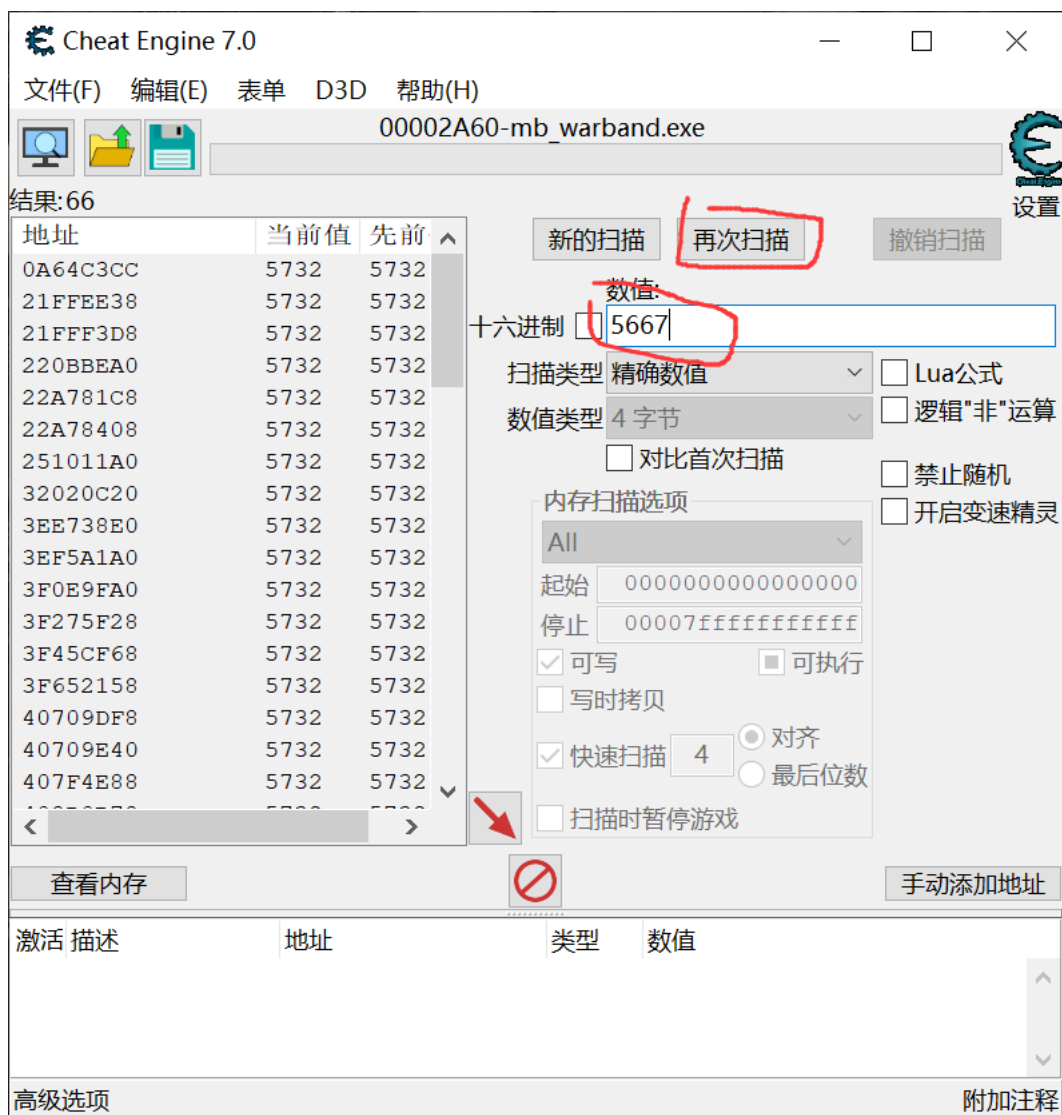 Cheat Engine 7.0
文件(F) 编辑(E) 表单 D3D 帮助(H)
00002A60-mb_warband.exe
设置
结果:66
地址 当前值 先前
0A64C3CC 5732 5732
21FFEE38 5732 5732
21FFF3D8 5732 5732
220BBEA0 5732 5732
22A781C8 5732 5732
22A78408 5732 5732
251011A0 5732 5732
32020C20 5732 5732
3EE738E0 5732 5732
3EF5A1A0 5732 5732
3F0E9FA0 5732 5732
3F275F28 5732 5732
3F45CF68 5732 5732
3F652158 5732 5732
40709DF8 5732 5732
40709E40 5732 5732
407F4E88 5732 5732
新的扫描 再次扫描 撤销扫描
数值:
十六进制 5667
扫描类型 精确数值 Lua公式
数值类型 4 字节 逻辑"非"运算
对比首次扫描
禁止随机
内存扫描选项 开启变速精灵
All
起始 0000000000000000
停止 00007fffffffffff
可写 可执行
写时拷贝
快速扫描 4 对齐
最后位数
扫描时暂停游戏
查看内存 手动添加地址
激活 描述 地址 类型 数值
高级选项 附加注释